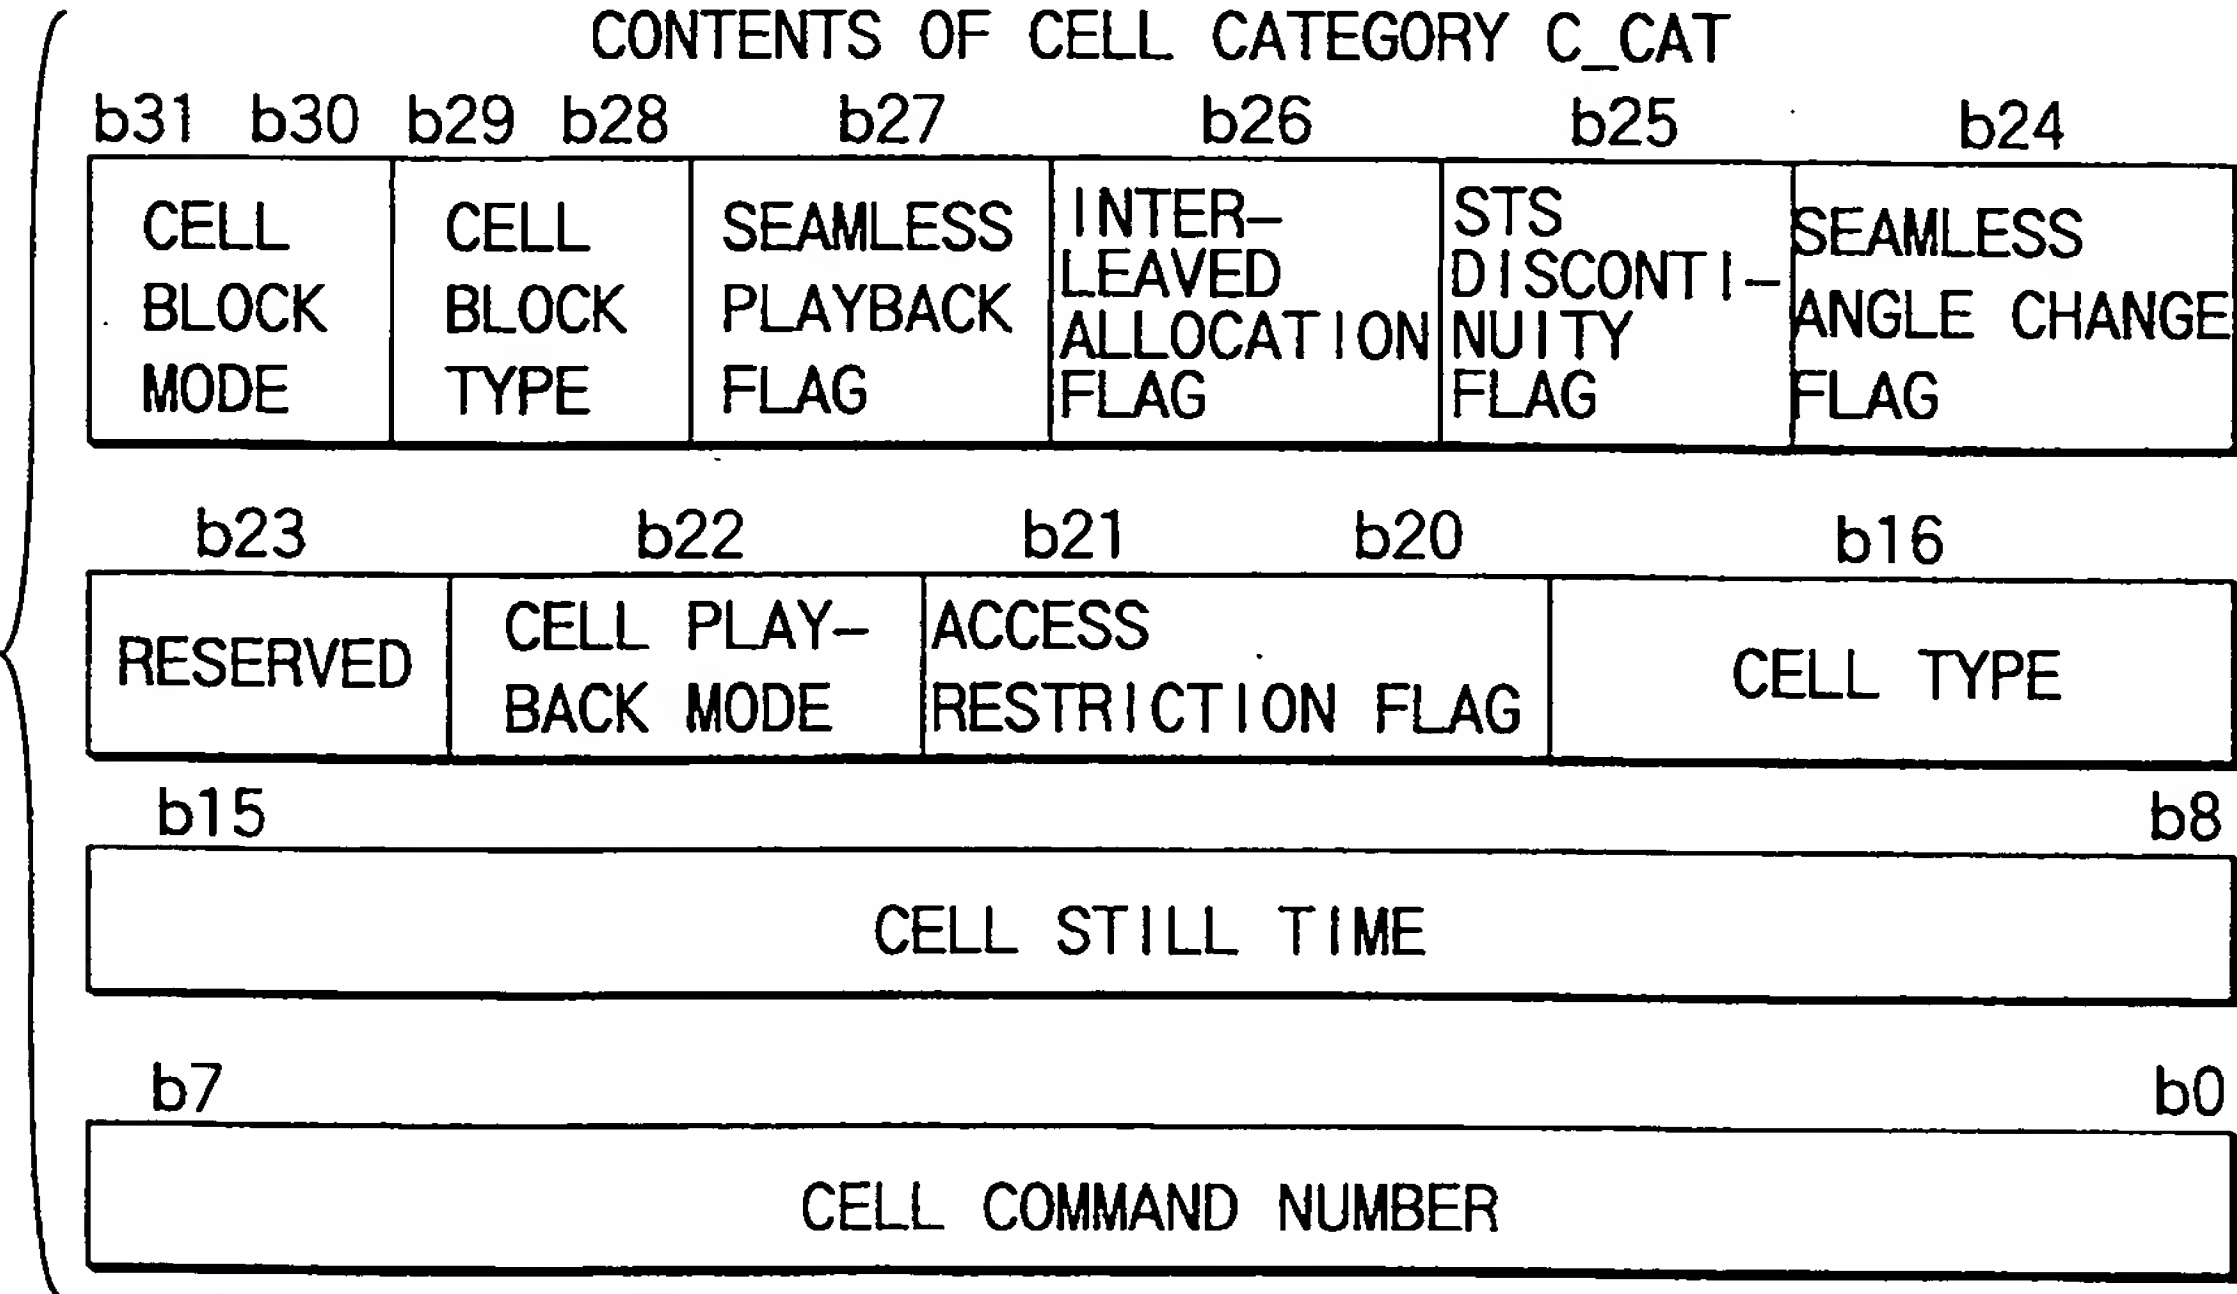 CONTENTS OF CELL CATEGORY C_CAT
b31 b30 b29 b28 b27 b26 b25 b24
CELL
BLOCK
MODE
CELL
BLOCK
TYPE
SEAMLESS
PLAYBACK
FLAG
INTER-
LEAVED
ALLOCATION
FLAG
STS
DISCONTI-
NUITY
FLAG
SEAMLESS
ANGLE CHANGE
FLAG
b23 b22 b21 b20 b16
RESERVED
CELL PLAY-
BACK MODE
ACCESS
RESTRICTION FLAG
CELL TYPE
b15 b8
CELL STILL TIME
b7 b0
CELL COMMAND NUMBER